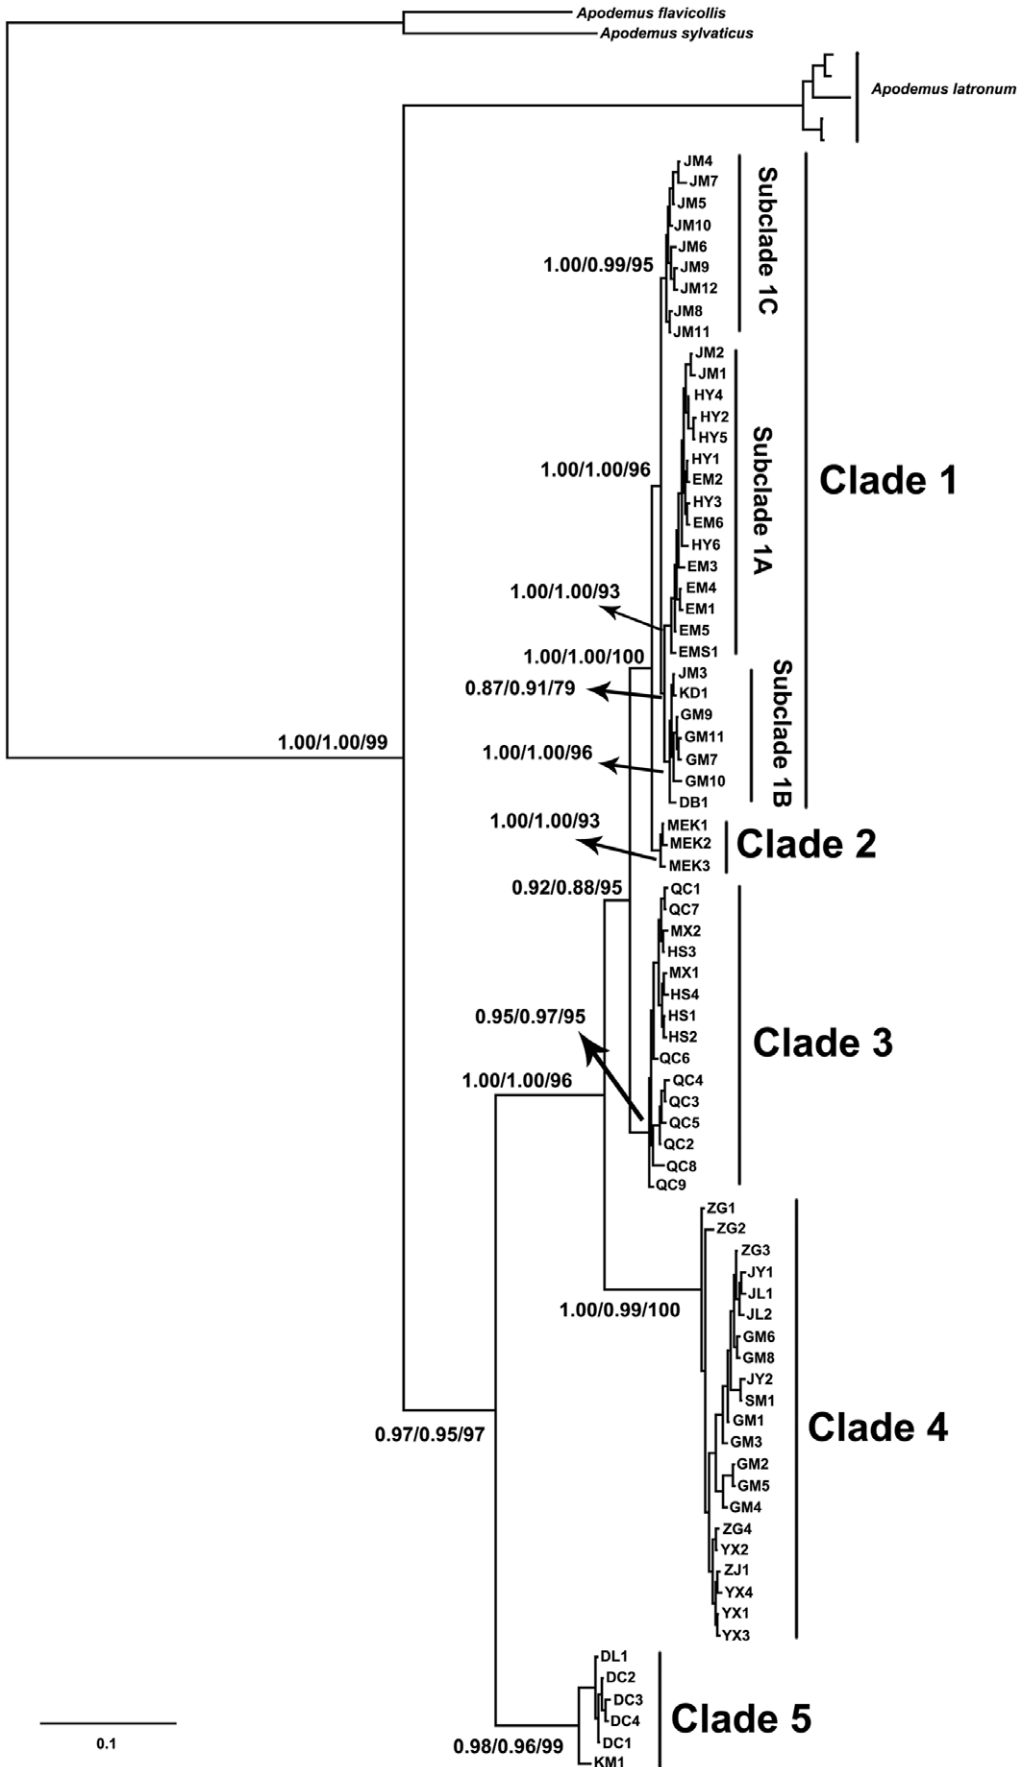 Apodemus flavicollis
Apodemus sylvaticus
Apodemus latronum
JM4
JM7
JM5
JM10
JM6
1.00/0.99/95
JM9
JM12
JM8
JM11
Subclade 1C
JM2
JM1
HY4
HY2
HY5
HY1
1.00/1.00/96
EM2
HY3
EM6
HY6
EM3
EM4
1.00/1.00/93
EM1
EM5
EMS1
Subclade 1A
Clade 1
1.00/1.00/100
JM3
0.87/0.91/79
KD1
GM9
GM11
1.00/1.00/99
1.00/1.00/96
GM7
GM10
DB1
Subclade 1B
1.00/1.00/93
MEK1
MEK2
MEK3
Clade 2
0.92/0.88/95
QC1
QC7
MX2
HS3
MX1
HS4
0.95/0.97/95
HS1
HS2
QC6
1.00/1.00/96
QC4
QC3
QC5
QC2
QC8
QC9
Clade 3
ZG1
ZG2
ZG3
JY1
JL1
1.00/0.99/100
JL2
GM6
GM8
JY2
SM1
GM1
0.97/0.95/97
GM3
GM2
GM5
GM4
ZG4
YX2
ZJ1
YX4
YX1
YX3
Clade 4
DL1
DC2
DC3
DC4
DC1
0.98/0.96/99
KM1
Clade 5
0.1